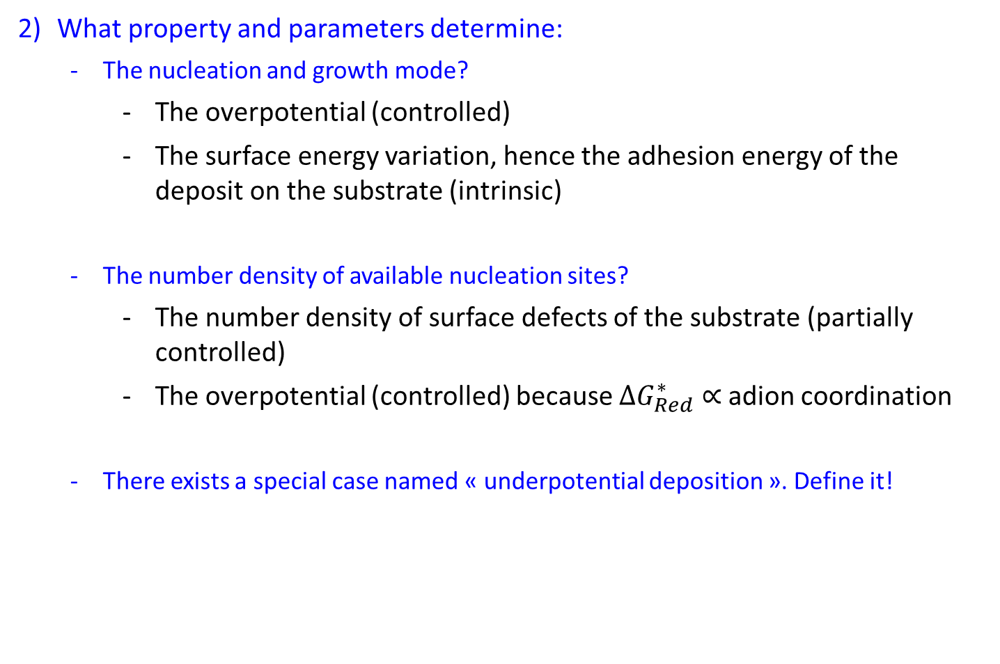 2) What property and parameters determine:
- The nucleation and growth mode?
- The overpotential (controlled)
- The surface energy variation, hence the adhesion energy of the
deposit on the substrate (intrinsic)
- The number density of available nucleation sites?
- The number density of surface defects of the substrate (partially
controlled)
- The overpotential (controlled) because ΔG*Red ∝ adion coordination
- There exists a special case named « underpotential deposition ». Define it!